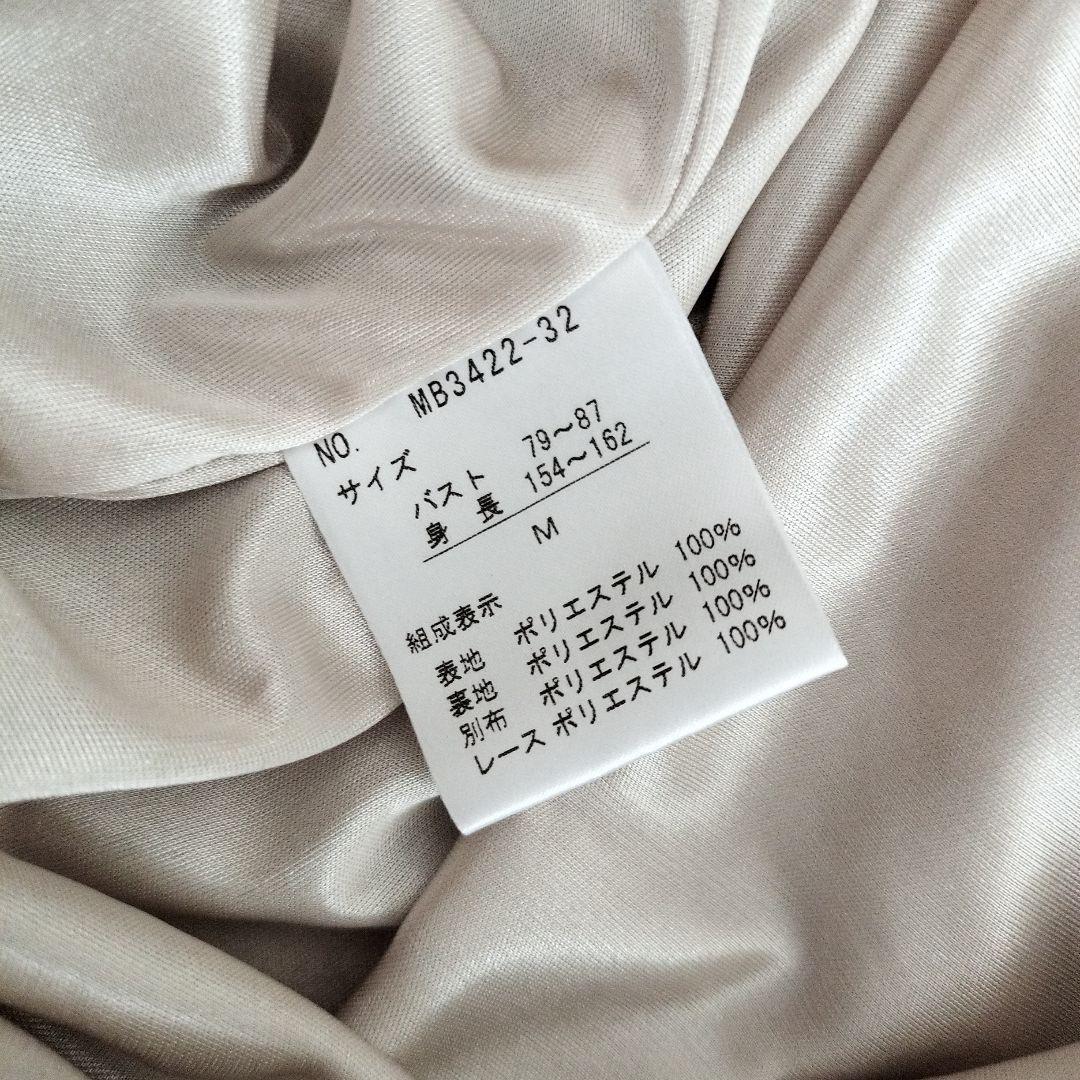 NO. MB3422-32
サイズ
バスト 79～87
身 長 154～162
M
組成表示
表地 ポリエステル 100%
裏地 ポリエステル 100%
別布 ポリエステル 100%
レース ポリエステル 100%